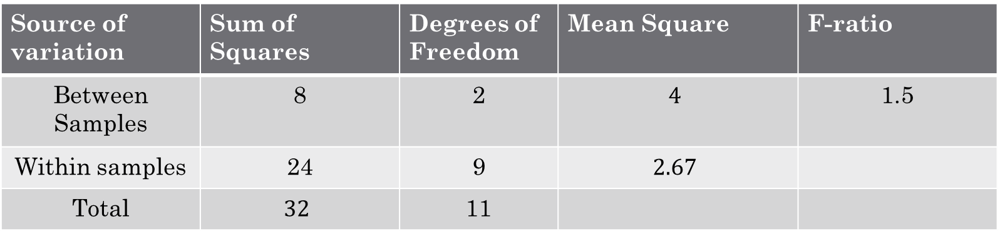 Source of variation	Sum of Squares	Degrees of Freedom	Mean Square	F-ratio
Between Samples	8	2	4	1.5
Within samples	24	9	2.67
Total	32	11